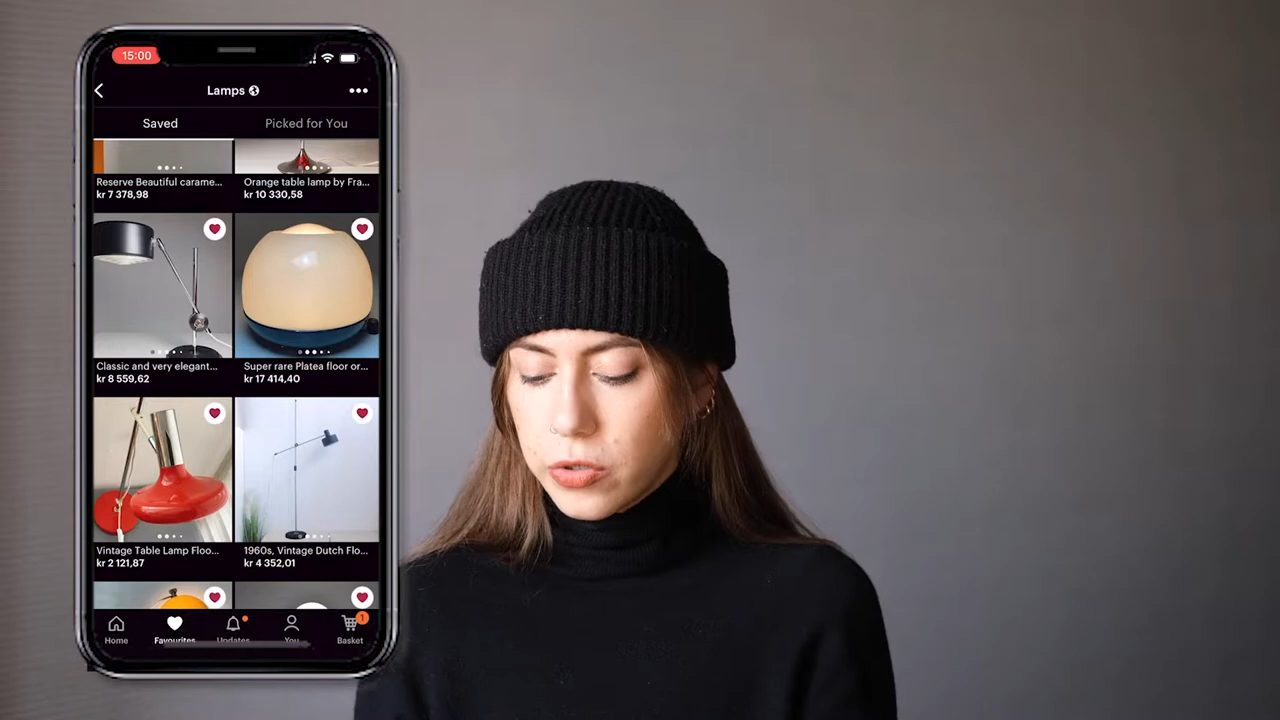 15:00
Lamps
Saved Picked for You
Reserve Beautiful carame... Orange table lamp by Fra...
kr 7 378,98 kr 10 330,58
Classic and very elegant... Super rare Platea floor or...
kr 8 559,62 kr 17 414,40
Vintage Table Lamp Floo... 1960s, Vintage Dutch Flo...
kr 2 121,87 kr 4 352,01
1
Home Favourites Updates You Basket